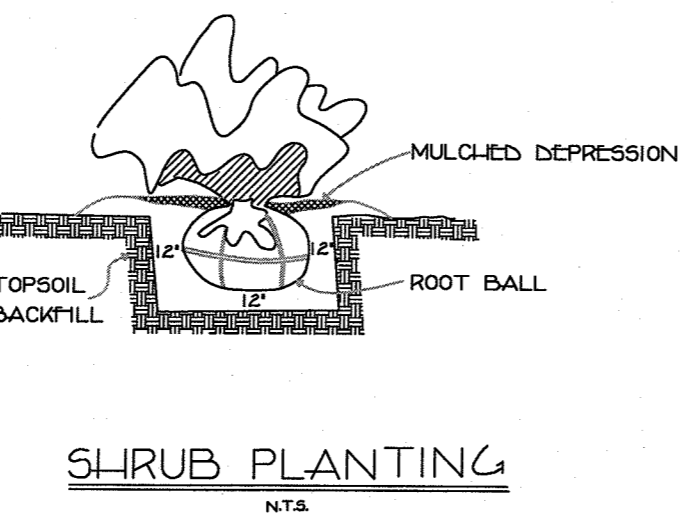 MULCHED DEPRESSION
12"
12"
TOPSOIL
BACKFILL
ROOT BALL
12"
SHRUB PLANTING
N.T.S.